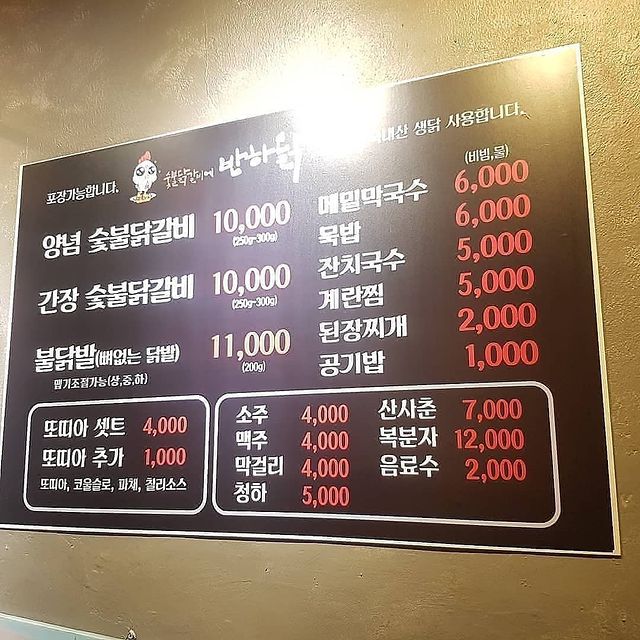 포장가능합니다.
숯불닭갈비에 반하닭
내산 생닭 사용합니다.
양념 숯불닭갈비 10,000
(250g~300g)
간장 숯불닭갈비 10,000
(250g~300g)
불닭발(뼈없는 닭발) 11,000
(200g)
맵기조절가능(상,중,하)
(비빔,물)
메밀막국수 6,000
묵밥 6,000
잔치국수 5,000
계란찜 5,000
된장찌개 2,000
공기밥 1,000
또띠아 셋트 4,000
또띠아 추가 1,000
또띠아, 코울슬로, 파채, 칠리소스
소주 4,000
맥주 4,000
막걸리 4,000
청하 5,000
산사춘 7,000
복분자 12,000
음료수 2,000